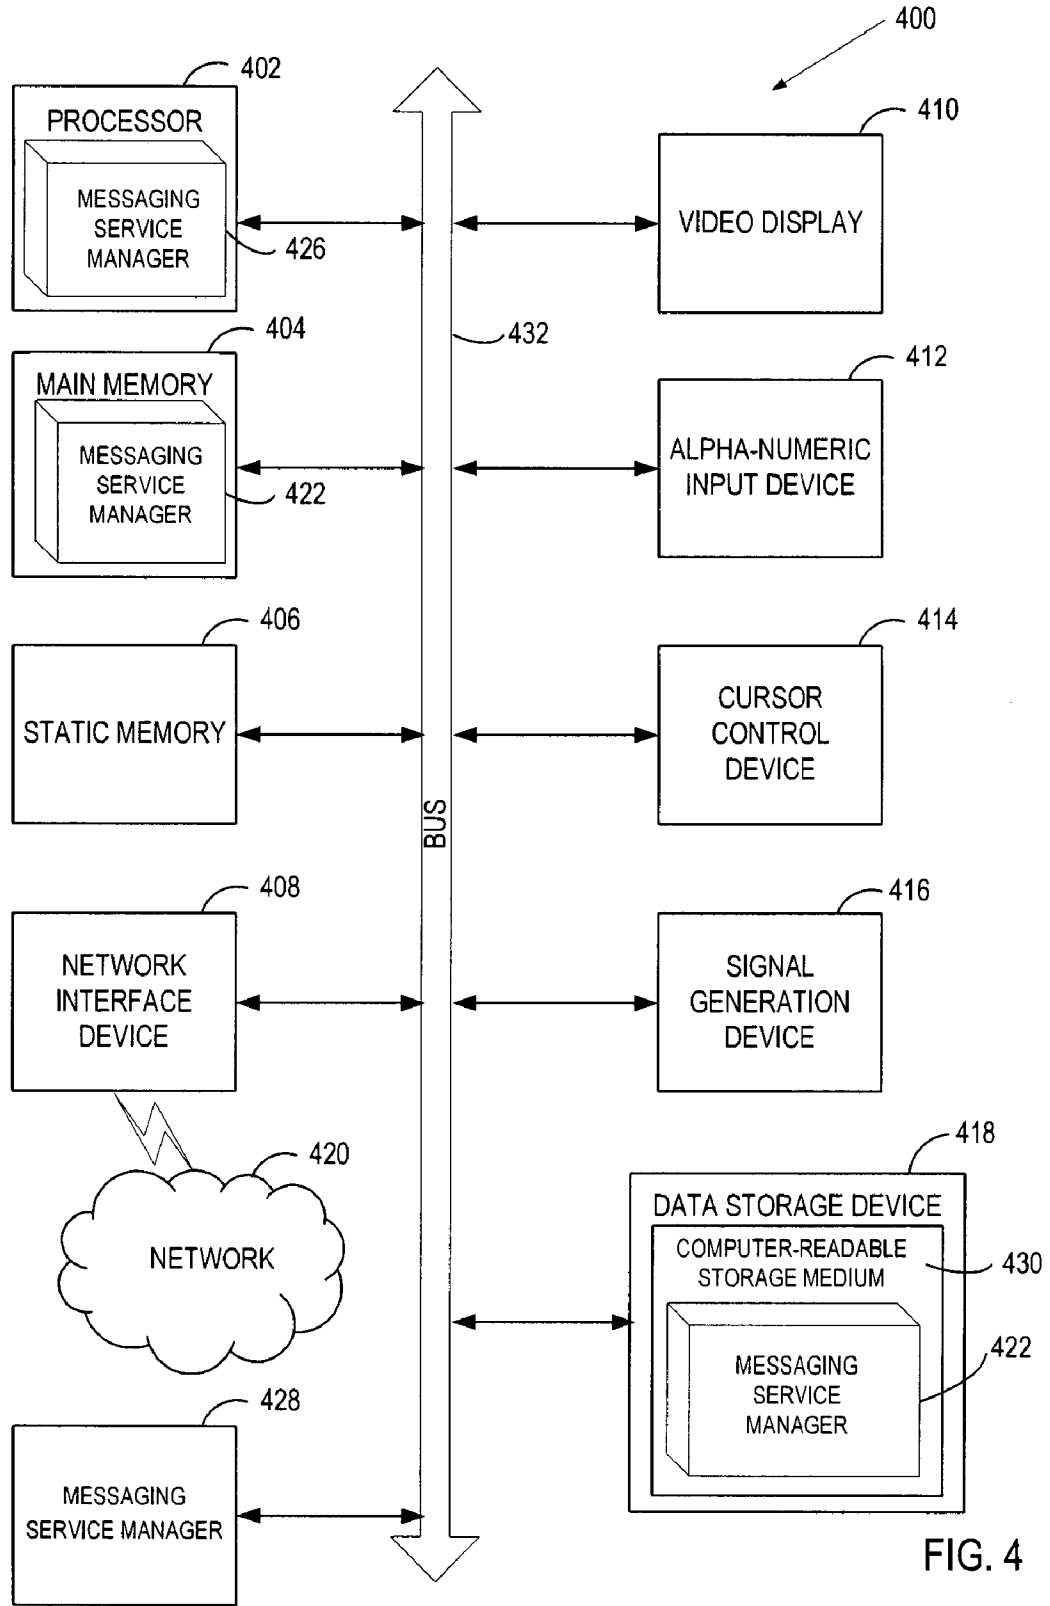 400
402
PROCESSOR
MESSAGING
SERVICE
MANAGER
426
410
VIDEO DISPLAY
432
404
MAIN MEMORY
MESSAGING
SERVICE
MANAGER
422
412
ALPHA-NUMERIC
INPUT DEVICE
406
STATIC MEMORY
414
CURSOR
CONTROL
DEVICE
BUS
408
NETWORK
INTERFACE
DEVICE
416
SIGNAL
GENERATION
DEVICE
420
NETWORK
418
DATA STORAGE DEVICE
COMPUTER-READABLE
STORAGE MEDIUM
430
MESSAGING
SERVICE
MANAGER
422
428
MESSAGING
SERVICE MANAGER
FIG. 4